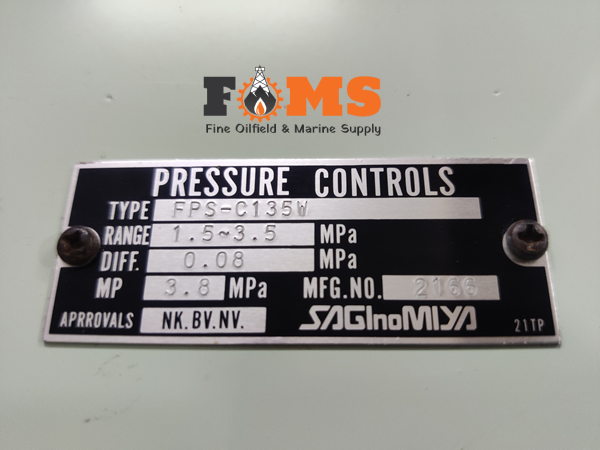 FOMS
Fine Oilfield & Marine Supply
PRESSURE CONTROLS
TYPE FPS-C135W
RANGE 1.5~3.5 MPa
DIFF. 0.08 MPa
MP 3.8 MPa MFG.NO. 2166
APRROVALS NK.BV.NV. SAGInoMIYA 21TP